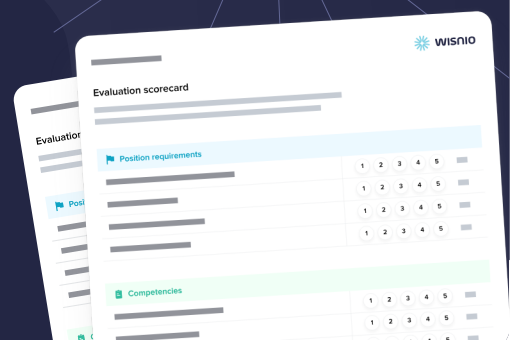 WISNIO
Evaluation scorecard
Evaluation
Position requirements
1 2 3 4 5
1 2 3 4 5
1 2 3 4 5
1 2 3 4 5
Posi
Competencies
1 2 3 4 5
1 2 3 4 5